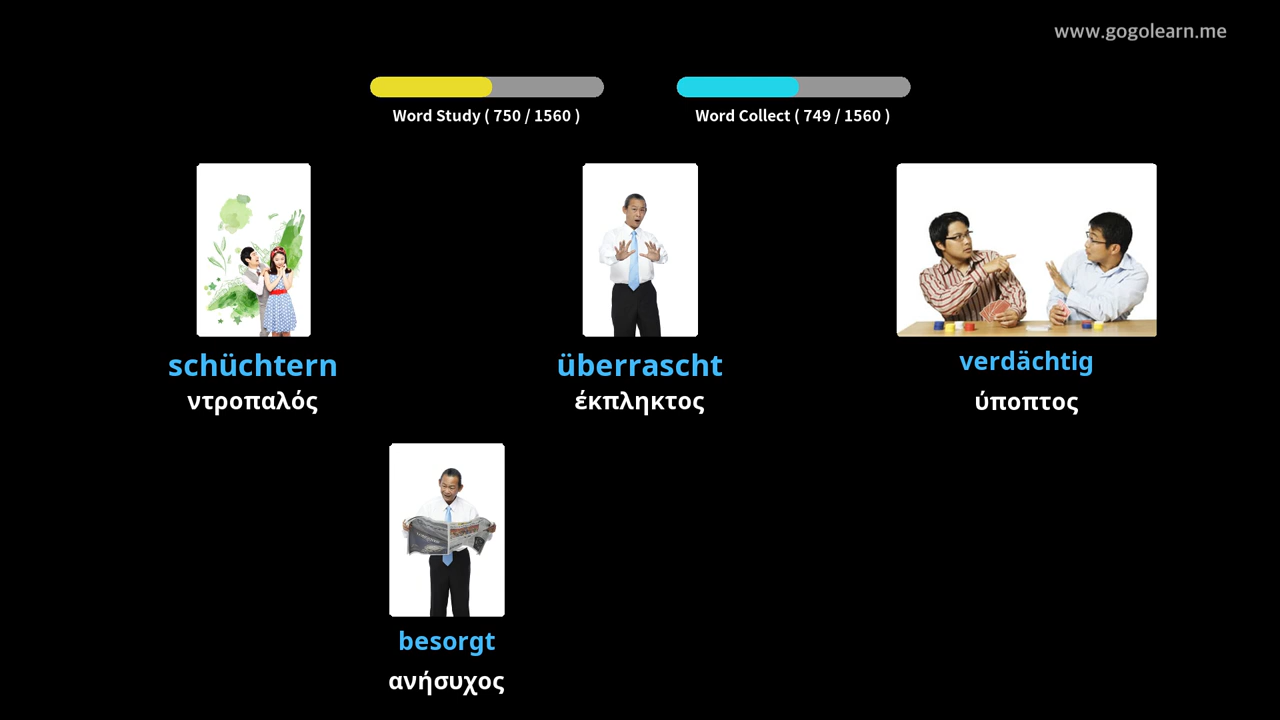 www.gogolearn.me
Word Study ( 750 / 1560 )
Word Collect ( 749 / 1560 )
schüchtern
ντροπαλός
überrascht
έκπληκτος
verdächtig
ύποπτος
besorgt
ανήσυχος